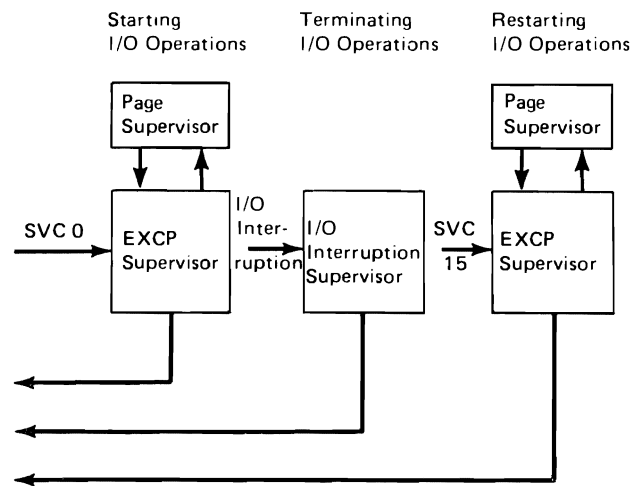 Starting
I/O Operations
Terminating
I/O Operations
Restarting
I/O Operations
Page
Supervisor
Page
Supervisor
SVC 0
EXCP
Supervisor
I/O
Inter-
ruption
I/O
Interruption
Supervisor
SVC
15
EXCP
Supervisor